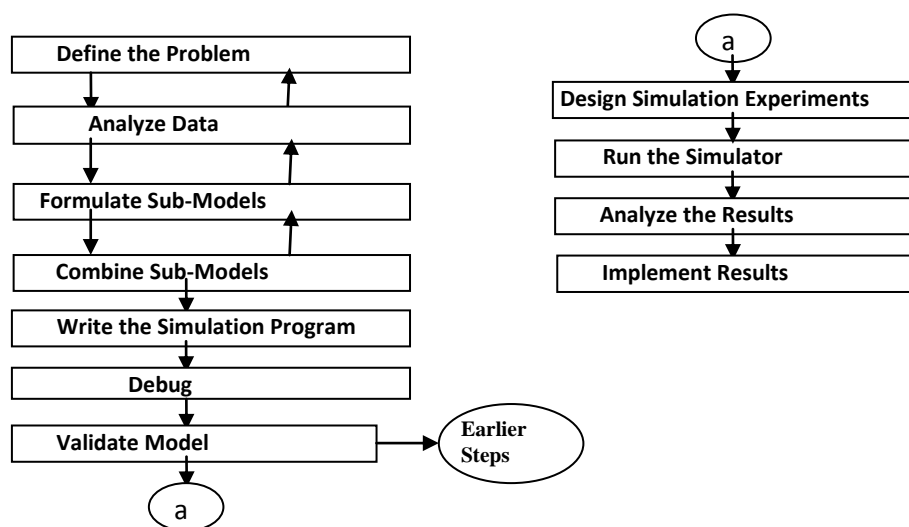 Define the Problem
Analyze Data
Formulate Sub-Models
Combine Sub-Models
Write the Simulation Program
Debug
Validate Model
Earlier
Steps
a
a
Design Simulation Experiments
Run the Simulator
Analyze the Results
Implement Results